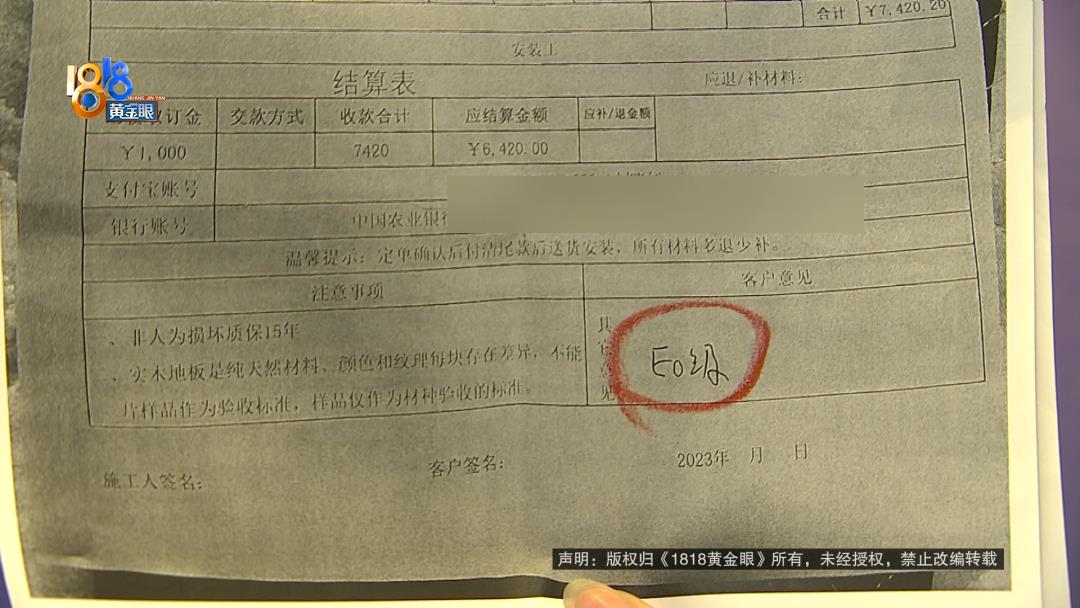 合计 ￥7,420.20
安装工
结算表 应退/补材料:
1818
HUANG JIN YAN
黄金眼
收订金 交款方式 收款合计 应结算金额 应补/退金额
￥1,000 7420 ￥6,420.00
支付宝账号
银行账号 中国农业银行
温馨提示: 定单确认后付清尾款后送货安装, 所有材料多退少补。
注意事项 客户意见
、非人为损坏质保15年
、实木地板是纯天然材料、颜色和纹理每块存在差异, 不能
片样品作为验收标准, 样品仅作为材种验收的标准。
其它意见
E0级
施工人签名: 客户签名: 2023年 月 日
声明：版权归《1818黄金眼》所有，未经授权，禁止改编转载